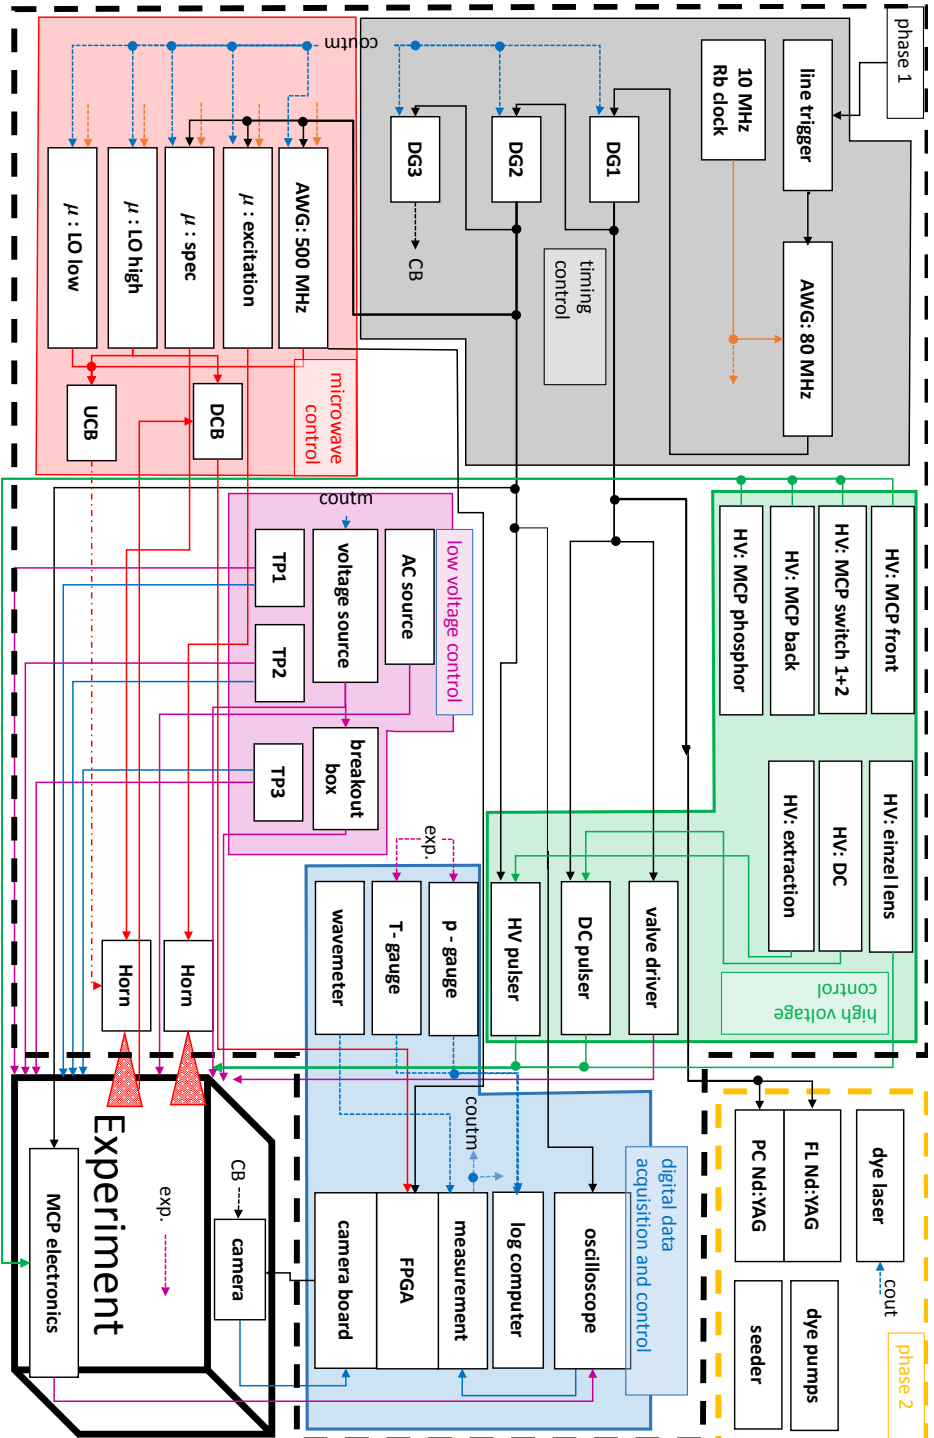 phase 1
line trigger
10 MHz
Rb clock
AWG: 80 MHz
DG1
DG2
DG3
CB
timing
control
coutm
AWG: 500 MHz
μ : excitation
μ : spec
μ : LO high
μ : LO low
DCB
UCB
microwave
control
HV: MCP front
HV: MCP switch 1+2
HV: MCP back
HV: MCP phosphor
HV: einzel lens
HV: DC
HV: extraction
valve driver
DC pulser
HV pulser
high voltage
control
low voltage control
coutm
AC source
voltage source
breakout
box
TP1
TP2
TP3
exp.
p - gauge
T- gauge
wavemeter
digital data
acquisition and control
coutm
oscilloscope
log computer
measurement
FPGA
camera board
Horn
Horn
Experiment
exp.
CB
camera
MCP electronics
phase 2
dye laser
cout
FL Nd:YAG
PC Nd:YAG
dye pumps
seeder